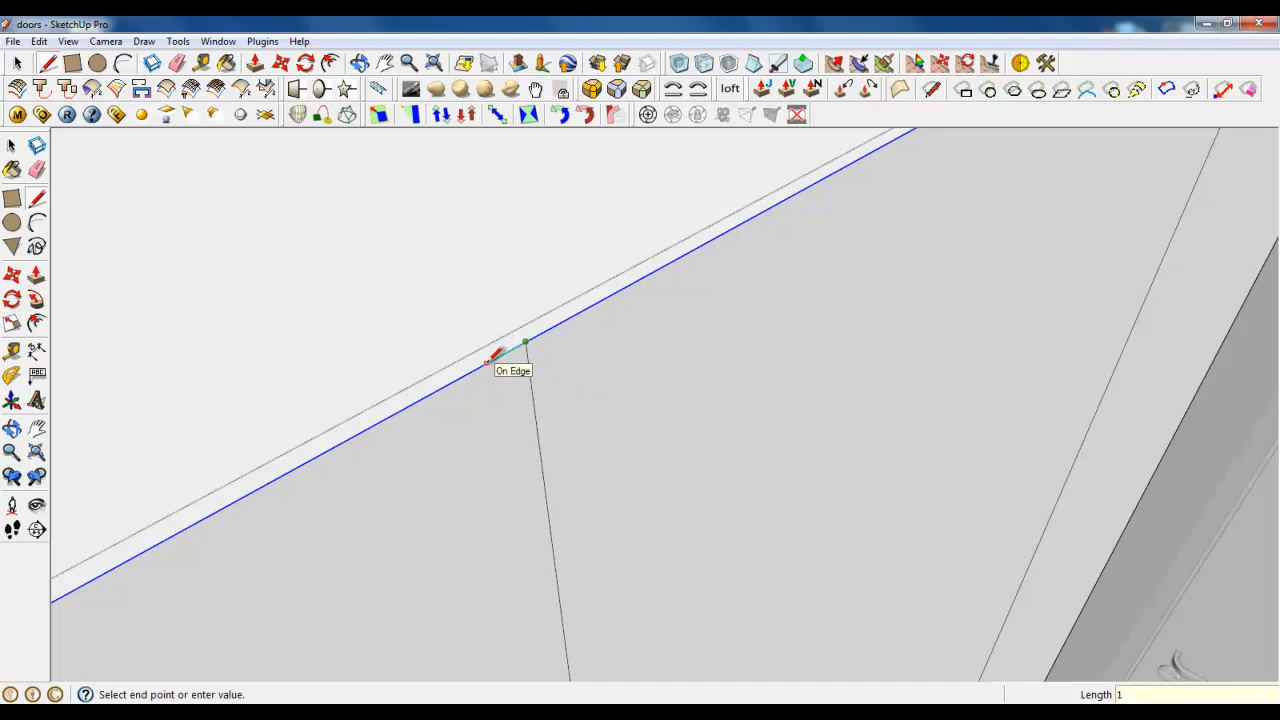 doors - SketchUp Pro
File Edit View Camera Draw Tools Window Plugins Help
loft
M Q R ? F
ABC
On Edge
Select end point or enter value.
Length 1